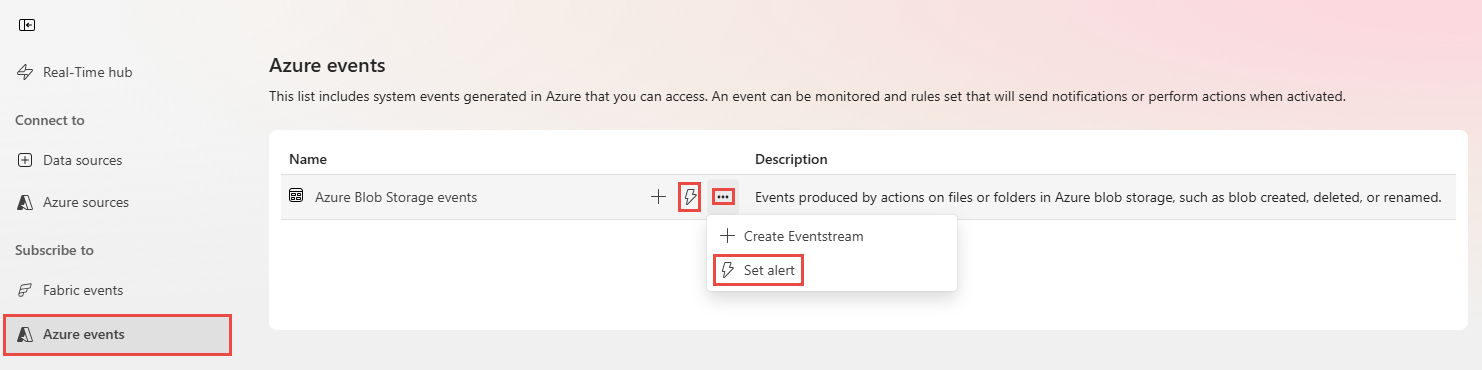 Real-Time hub
Connect to
Data sources
Azure sources
Subscribe to
Fabric events
Azure events
Azure events
This list includes system events generated in Azure that you can access. An event can be monitored and rules set that will send notifications or perform actions when activated.
Name Description
Azure Blob Storage events Events produced by actions on files or folders in Azure blob storage, such as blob created, deleted, or renamed.
Create Eventstream
Set alert